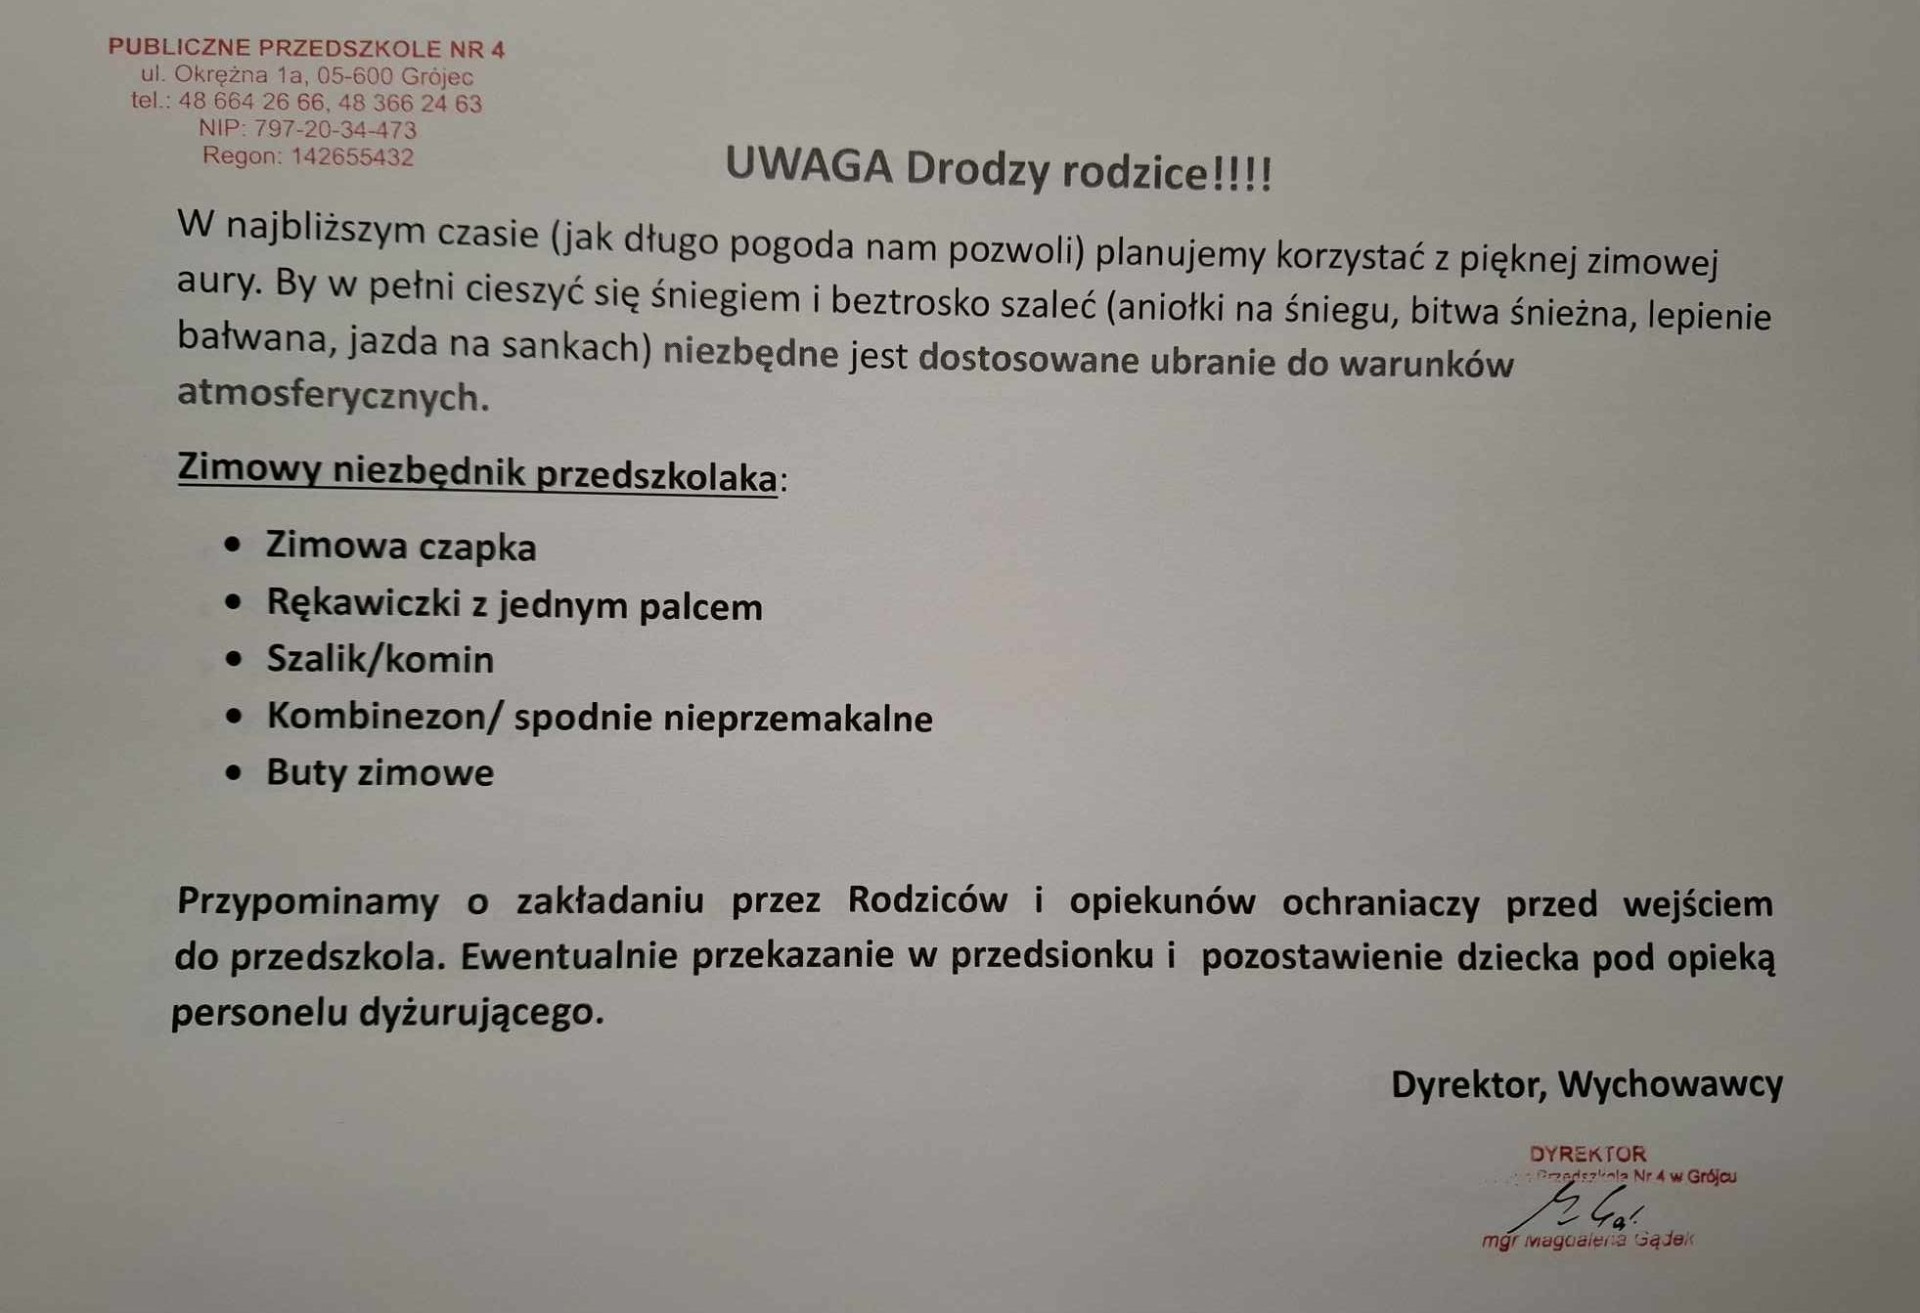 PUBLICZNE PRZEDSZKOLE NR 4
ul. Okrężna 1a, 05-600 Grójec
tel.: 48 664 26 66, 48 366 24 63
NIP: 797-20-34-473
Regon: 142655432
UWAGA Drodzy rodzice!!!!
W najbliższym czasie (jak długo pogoda nam pozwoli) planujemy korzystać z pięknej zimowej
aury. By w pełni cieszyć się śniegiem i beztrosko szaleć (aniołki na śniegu, bitwa śnieżna, lepienie
bałwana, jazda na sankach) niezbędne jest dostosowane ubranie do warunków
atmosferycznych.
Zimowy niezbędnik przedszkolaka:
• Zimowa czapka
• Rękawiczki z jednym palcem
• Szalik/komin
• Kombinezon/ spodnie nieprzemakalne
• Buty zimowe
Przypominamy o zakładaniu przez Rodziców i opiekunów ochraniaczy przed wejściem
do przedszkola. Ewentualnie przekazanie w przedsionku i pozostawienie dziecka pod opieką
personelu dyżurującego.
Dyrektor, Wychowawcy
DYREKTOR
Przedszkola Nr 4 w Grójcu
mgr Magdalena Gądek